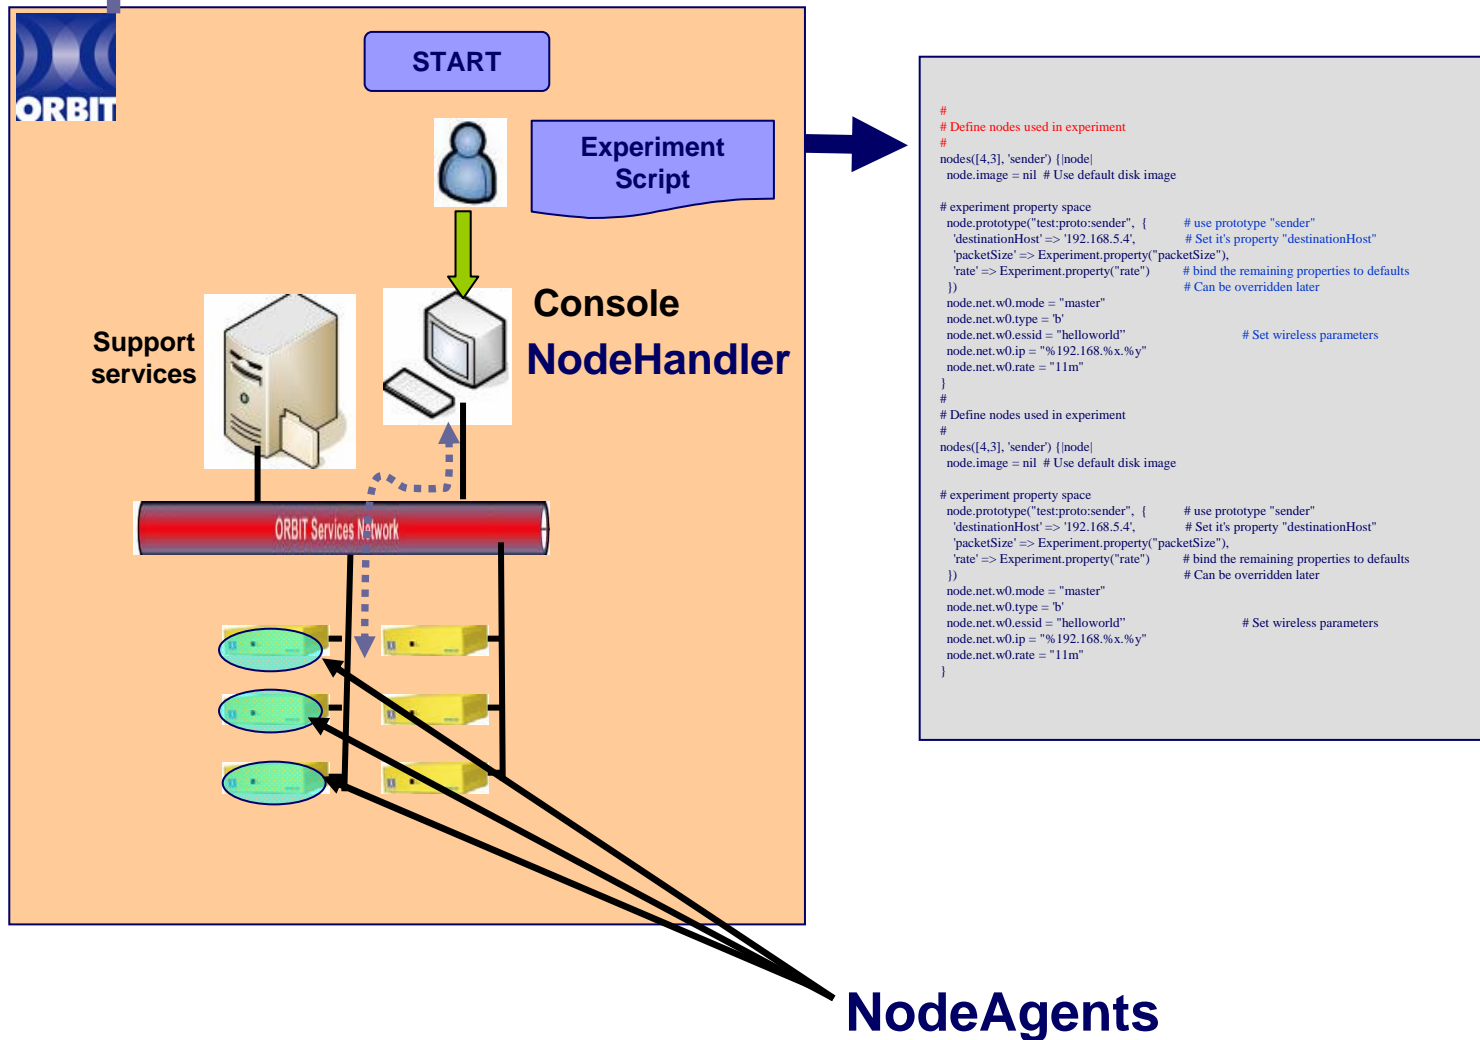 ORBIT
START
Experiment
Script
Console
NodeHandler
Support
services
ORBIT Services Network
NodeAgents
#
# Define nodes used in experiment
#
nodes([4,3], 'sender') {|node|
node.image = nil # Use default disk image
# experiment property space
node.prototype("test:proto:sender", { # use prototype "sender"
'destinationHost' => '192.168.5.4', # Set it's property "destinationHost"
'packetSize' => Experiment.property("packetSize"),
'rate' => Experiment.property("rate") # bind the remaining properties to defaults
}) # Can be overridden later
node.net.w0.mode = "master"
node.net.w0.type = 'b'
node.net.w0.essid = "helloworld” # Set wireless parameters
node.net.w0.ip = "%192.168.%x.%y"
node.net.w0.rate = "11m"
}
#
# Define nodes used in experiment
#
nodes([4,3], 'sender') {|node|
node.image = nil # Use default disk image
# experiment property space
node.prototype("test:proto:sender", { # use prototype "sender"
'destinationHost' => '192.168.5.4', # Set it's property "destinationHost"
'packetSize' => Experiment.property("packetSize"),
'rate' => Experiment.property("rate") # bind the remaining properties to defaults
}) # Can be overridden later
node.net.w0.mode = "master"
node.net.w0.type = 'b'
node.net.w0.essid = "helloworld” # Set wireless parameters
node.net.w0.ip = "%192.168.%x.%y"
node.net.w0.rate = "11m"
}